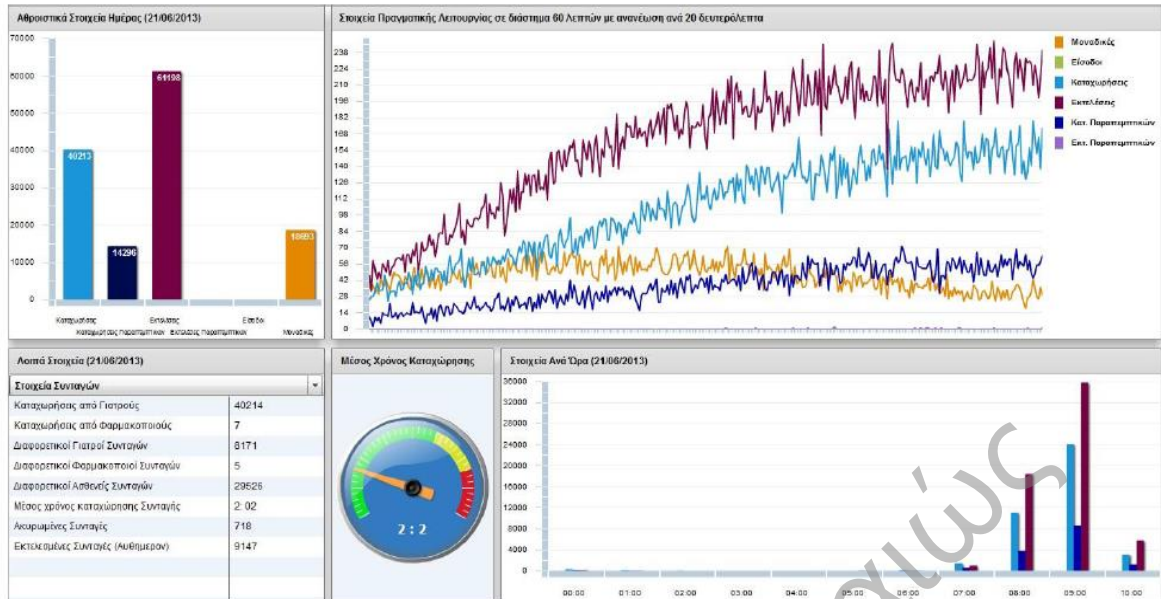 Αθροιστικά Στοιχεία Ημέρας (21/06/2013)
70000
60000
50000
40000
30000
20000
10000
0
40213
14296
61198
18693
Καταχωρήσεις
Εκτελέσεις
Είσοδοι
Καταχωρήσεις Παραπεμπτικών
Εκτελέσεις Παραπεμπτικών
Μοναδικές
Στοιχεία Πραγματικής Λειτουργίας σε διάστημα 60 Λεπτών με ανανέωση ανά 20 δευτερόλεπτα
238
224
210
196
182
168
154
140
126
112
98
84
70
56
42
28
14
0
Μοναδικές
Είσοδοι
Καταχωρήσεις
Εκτελέσεις
Κατ. Παραπεμπτικών
Εκτ. Παραπεμπτικών
Λοιπά Στοιχεία (21/06/2013)
Στοιχεία Συνταγών
Καταχωρήσεις από Γιατρούς 40214
Καταχωρήσεις από Φαρμακοποιούς 7
Διαφορετικοί Γιατροί Συνταγών 8171
Διαφορετικοί Φαρμακοποιοί Συνταγών 5
Διαφορετικοί Ασθενείς Συνταγών 29526
Μέσος χρόνος καταχώρησης Συνταγής 2: 02
Ακυρωμένες Συνταγές 718
Εκτελεσμένες Συνταγές (Αυθημερον) 9147
Μέσος Χρόνος Καταχώρησης
2 : 2
Στοιχεία Ανά Ώρα (21/06/2013)
36000
32000
28000
24000
20000
16000
12000
8000
4000
0
00:00 01:00 02:00 03:00 04:00 05:00 06:00 07:00 08:00 09:00 10:00